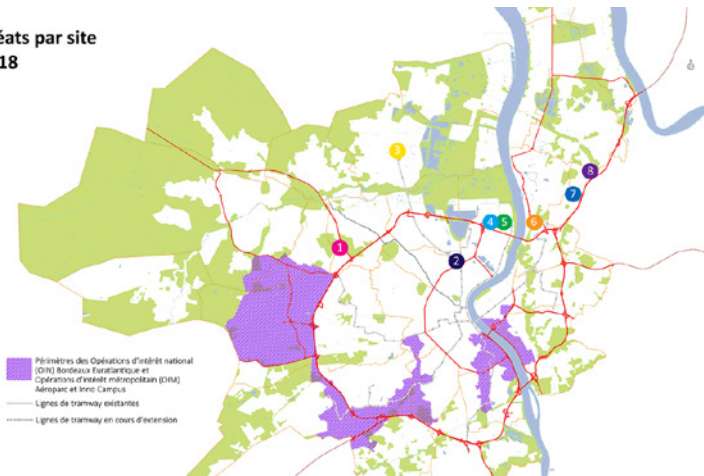 éats par site
18
3
8
7
4
5
6
1
2
Périmètres des Opérations d'intérêt national
(OIN) Bordeaux Euratlantique et
Opérations d'intérêt métropolitain (OIM)
Aéroparc et Inno Campus
Lignes de tramway existantes
Lignes de tramway en cours d'extension